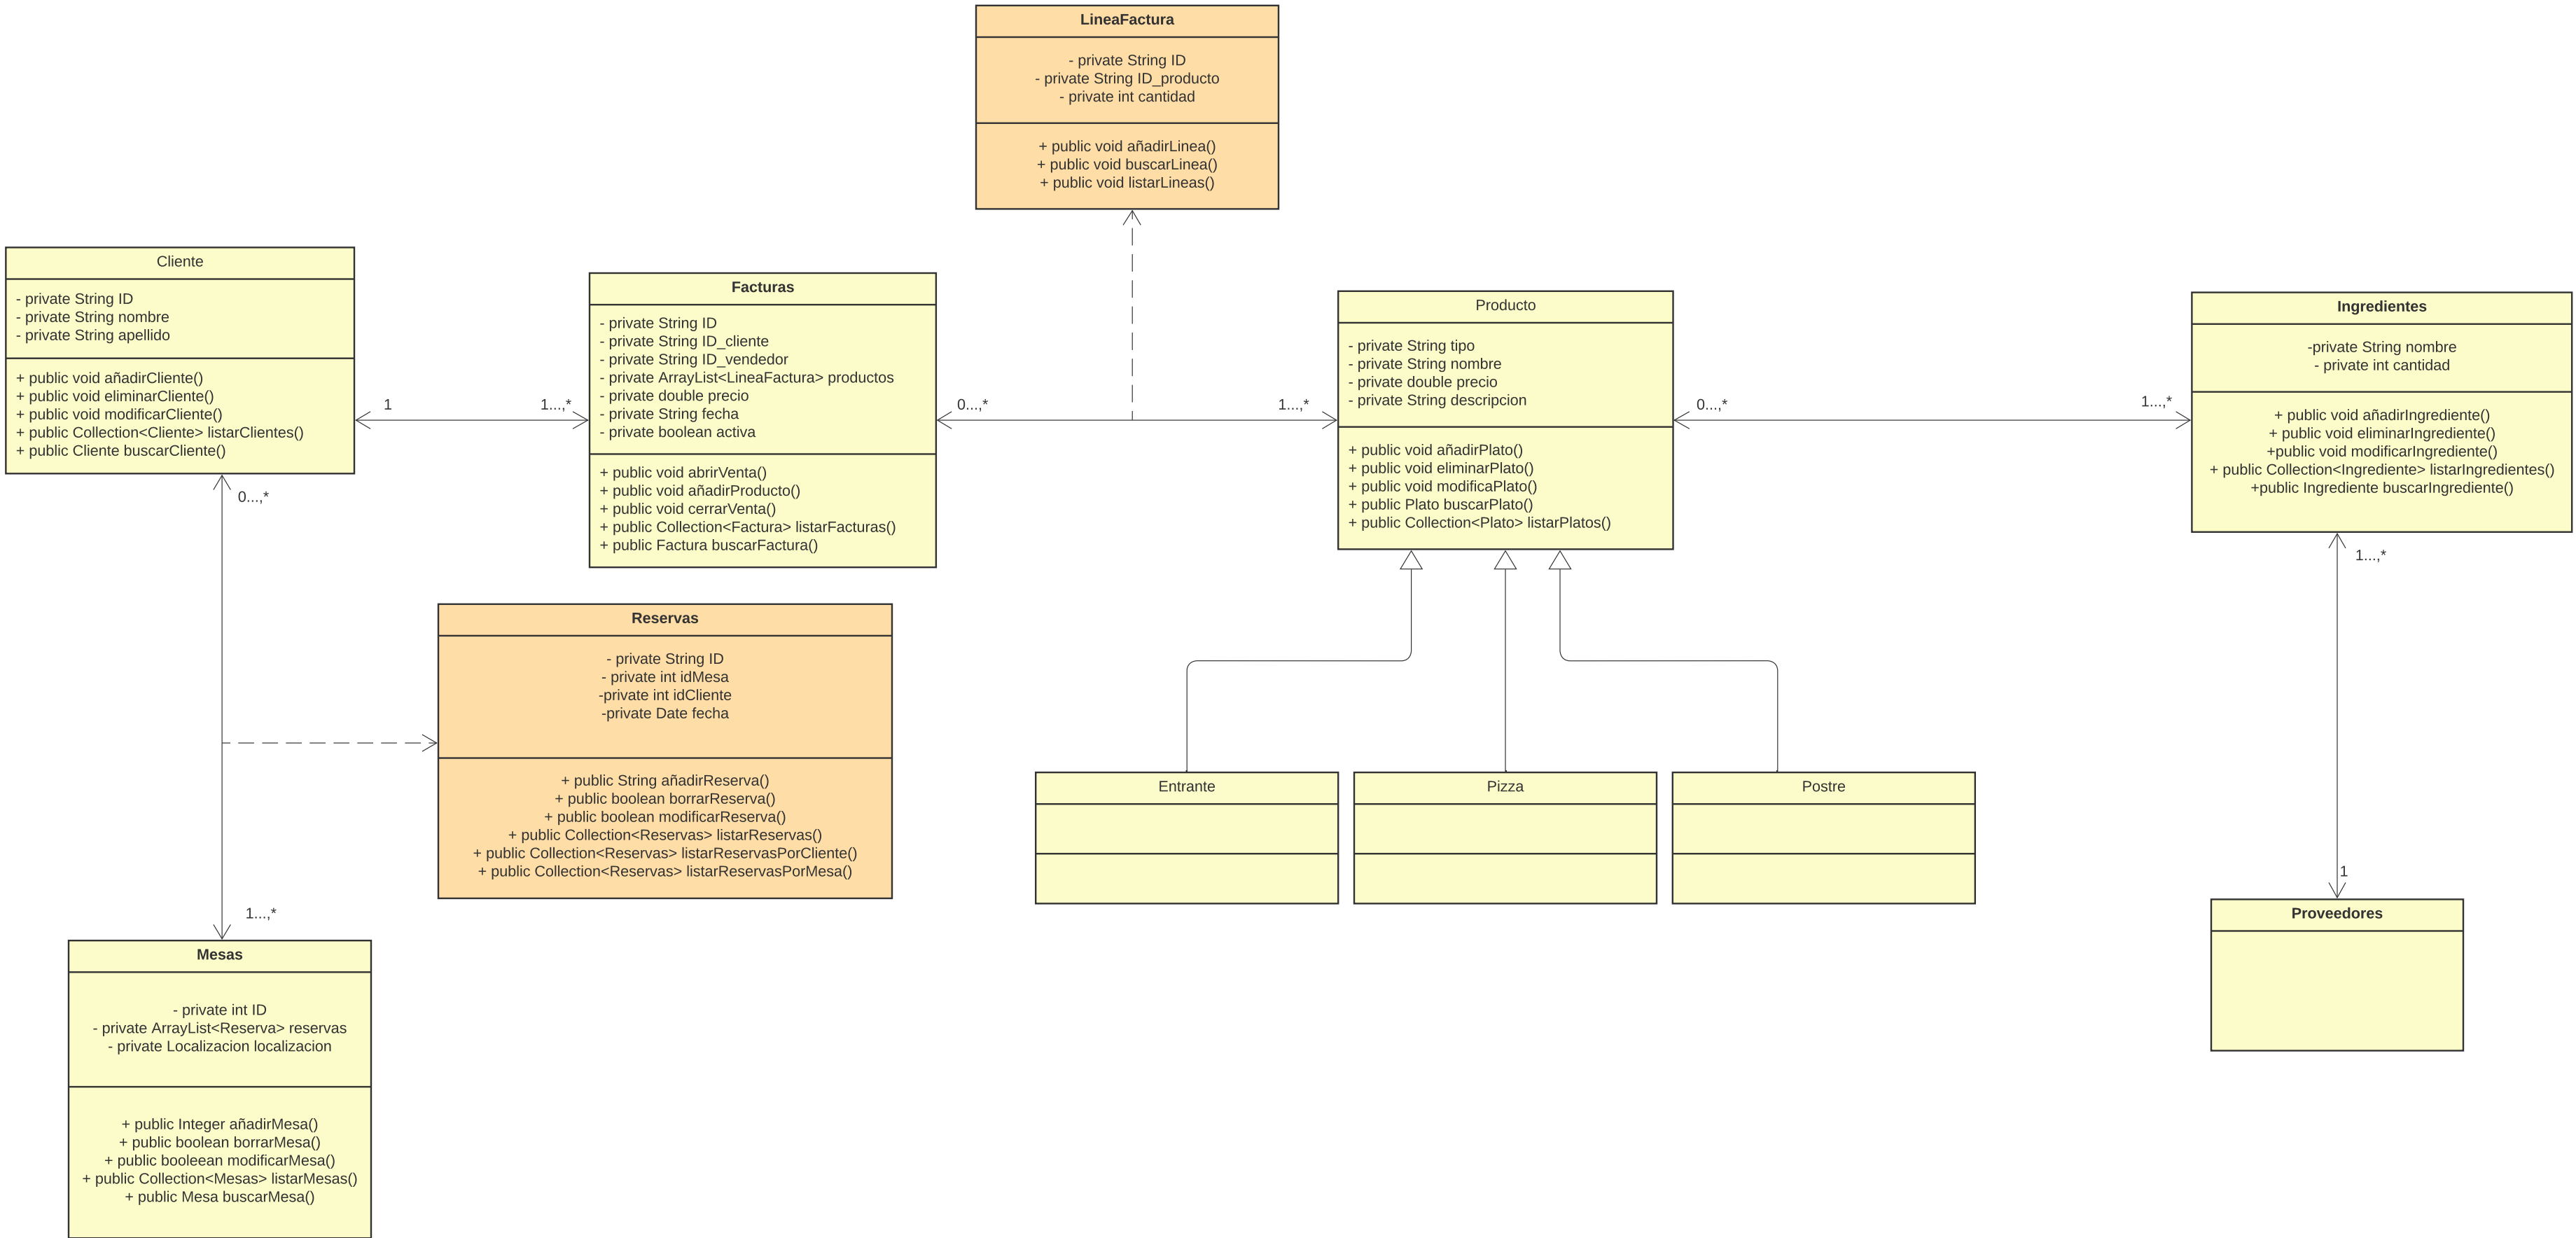 LineaFactura
- private String ID
- private String ID_producto
- private int cantidad
+ public void añadirLinea()
+ public void buscarLinea()
+ public void listarLineas()
Cliente
- private String ID
- private String nombre
- private String apellido
+ public void añadirCliente()
+ public void eliminarCliente()
+ public void modificarCliente()
+ public Collection<Cliente> listarClientes()
+ public Cliente buscarCliente()
1
1...,*
0...,*
Facturas
- private String ID
- private String ID_cliente
- private String ID_vendedor
- private ArrayList<LineaFactura> productos
- private double precio
- private String fecha
- private boolean activa
+ public void abrirVenta()
+ public void añadirProducto()
+ public void cerrarVenta()
+ public Collection<Factura> listarFacturas()
+ public Factura buscarFactura()
0...,*
1...,*
Producto
- private String tipo
- private String nombre
- private double precio
- private String descripcion
+ public void añadirPlato()
+ public void eliminarPlato()
+ public void modificaPlato()
+ public Plato buscarPlato()
+ public Collection<Plato> listarPlatos()
0...,*
1...,*
Ingredientes
-private String nombre
- private int cantidad
+ public void añadirIngrediente()
+ public void eliminarIngrediente()
+public void modificarIngrediente()
+ public Collection<Ingrediente> listarIngredientes()
+public Ingrediente buscarIngrediente()
1...,*
1
Reservas
- private String ID
- private int idMesa
-private int idCliente
-private Date fecha
+ public String añadirReserva()
+ public boolean borrarReserva()
+ public boolean modificarReserva()
+ public Collection<Reservas> listarReservas()
+ public Collection<Reservas> listarReservasPorCliente()
+ public Collection<Reservas> listarReservasPorMesa()
Entrante
Pizza
Postre
Proveedores
1...,*
Mesas
- private int ID
- private ArrayList<Reserva> reservas
- private Localizacion localizacion
+ public Integer añadirMesa()
+ public boolean borrarMesa()
+ public booleean modificarMesa()
+ public Collection<Mesas> listarMesas()
+ public Mesa buscarMesa()